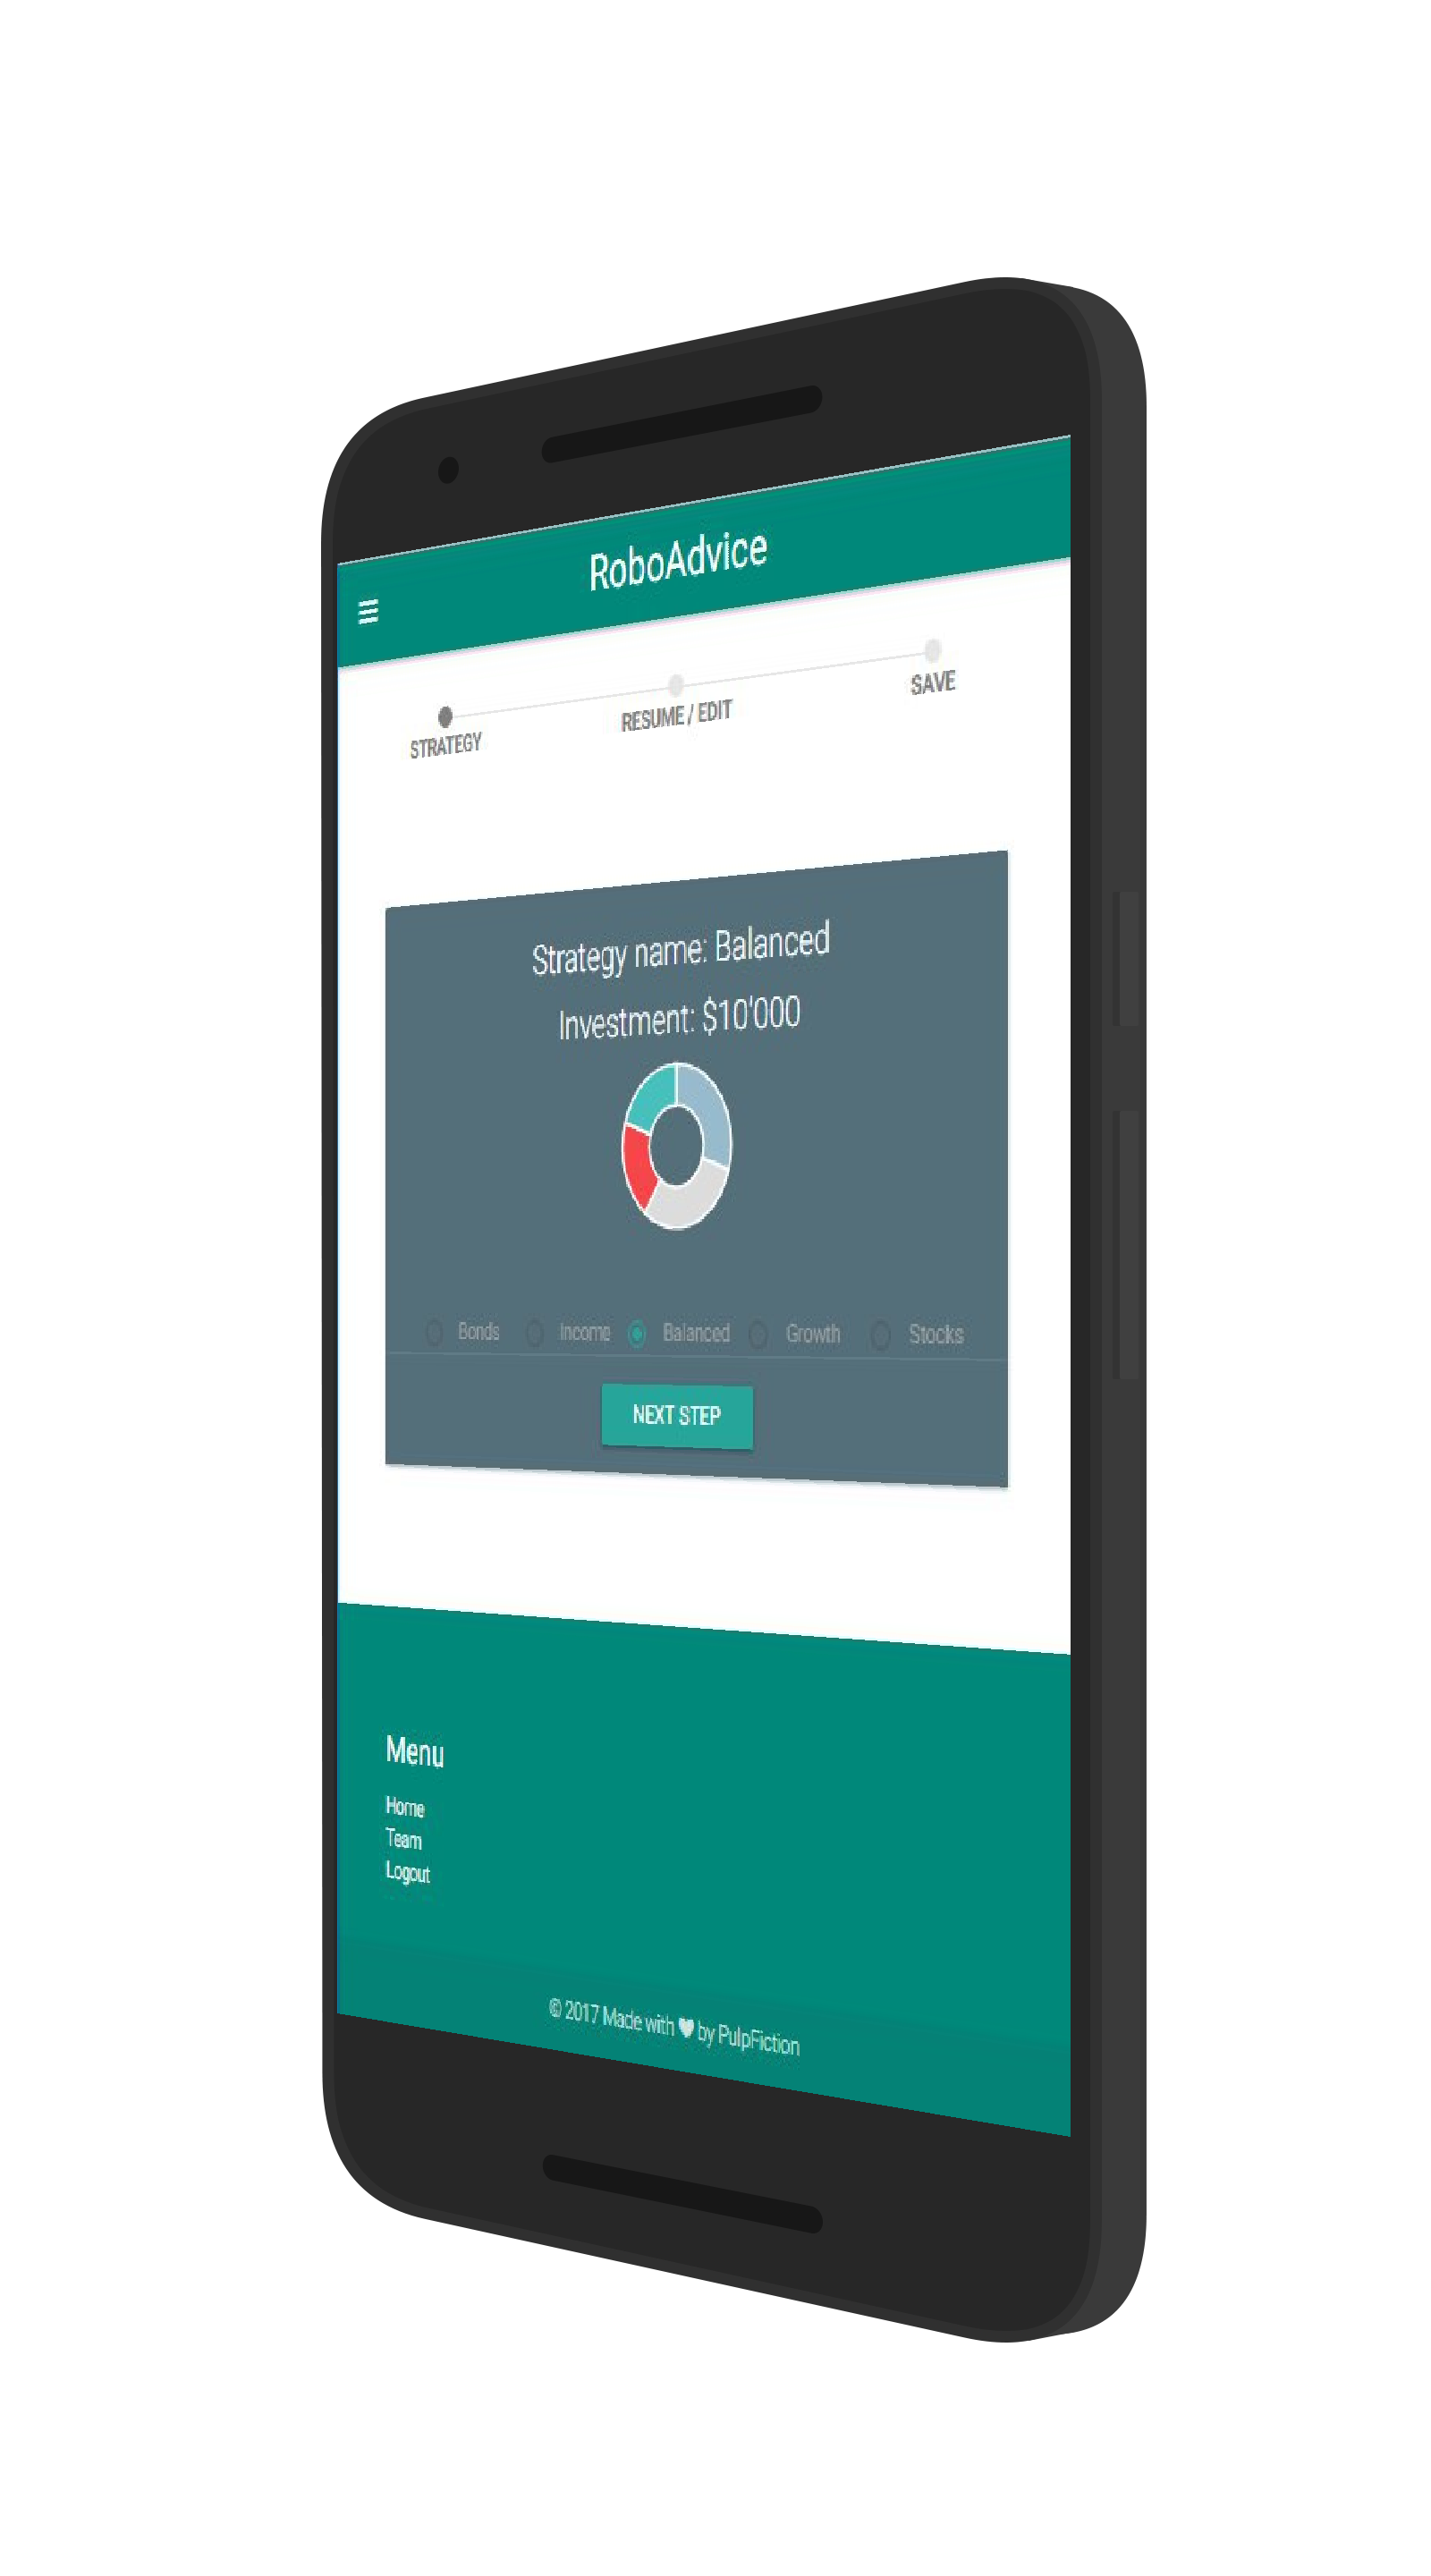 RoboAdvice
STRATEGY
RESUME / EDIT
SAVE
Strategy name: Balanced
Investment: $10'000
Bonds Income Balanced Growth Stocks
NEXT STEP
Menu
Home
Team
Logout
© 2017 Made with ♥ by PulpFiction